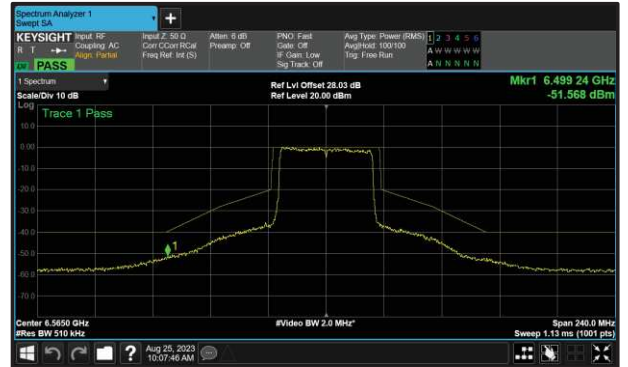 Spectrum Analyzer 1
Swept SA
KEYSIGHT
R T
PASS
Input: RF
Coupling: AC
Align: Partial
Input Z: 50 Ω
Corr CCorr RCal
Freq Ref: Int (S)
Atten: 6 dB
Preamp: Off
PNO: Fast
Gate: Off
IF Gain: Low
Sig Track: Off
Avg Type: Power (RMS)
Avg|Hold: 100/100
Trig: Free Run
1 2 3 4 5 6
A W W W W W
A N N N N N
1 Spectrum
Scale/Div 10 dB
Ref Lvl Offset 28.03 dB
Ref Level 20.00 dBm
Mkr1 6.499 24 GHz
-51.568 dBm
Log
Trace 1 Pass
10.0
0.00
-10.0
-20.0
-30.0
-40.0
-50.0
-60.0
-70.0
1
Center 6.5650 GHz
#Res BW 510 kHz
#Video BW 2.0 MHz*
Span 240.0 MHz
Sweep 1.13 ms (1001 pts)
?
Aug 25, 2023
10:07:46 AM